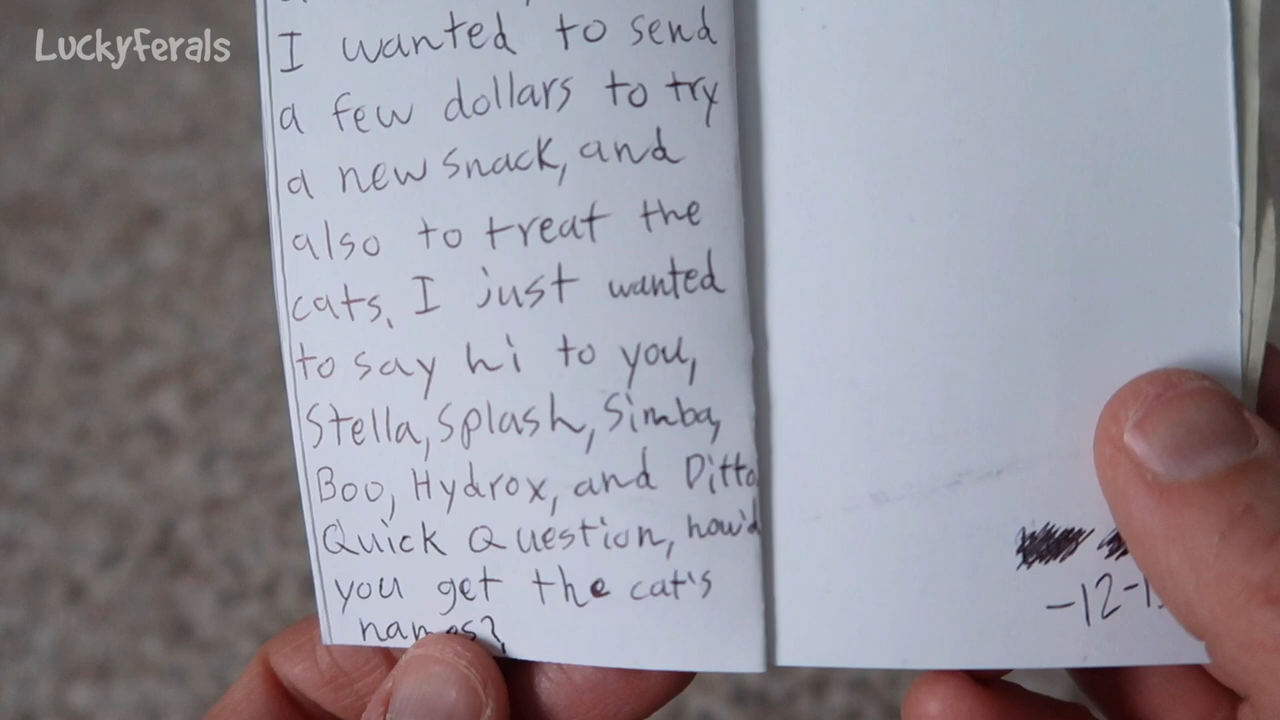 LuckyFerals
I wanted to send
a few dollars to try
a new snack, and
also to treat the
cats. I just wanted
to say hi to you,
Stella, Splash, Simba,
Boo, Hydrox, and Ditto
Quick Question, how'd
you get the cat's
names?
-12-1